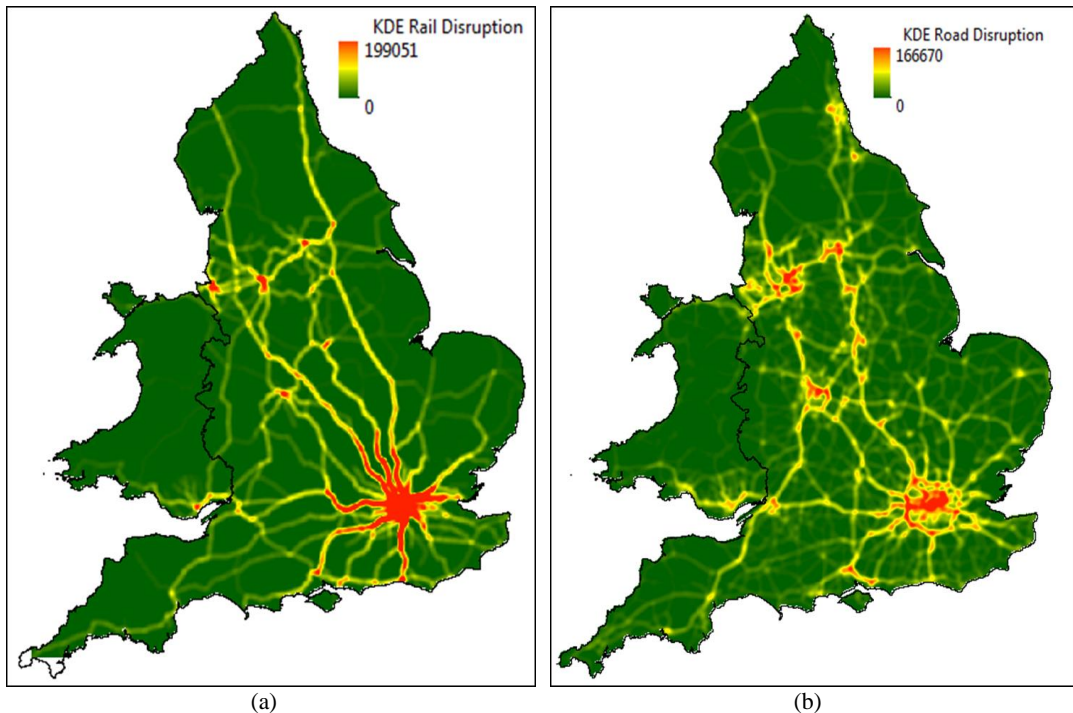 KDE Rail Disruption
199051
0
KDE Road Disruption
166670
0
(a)
(b)